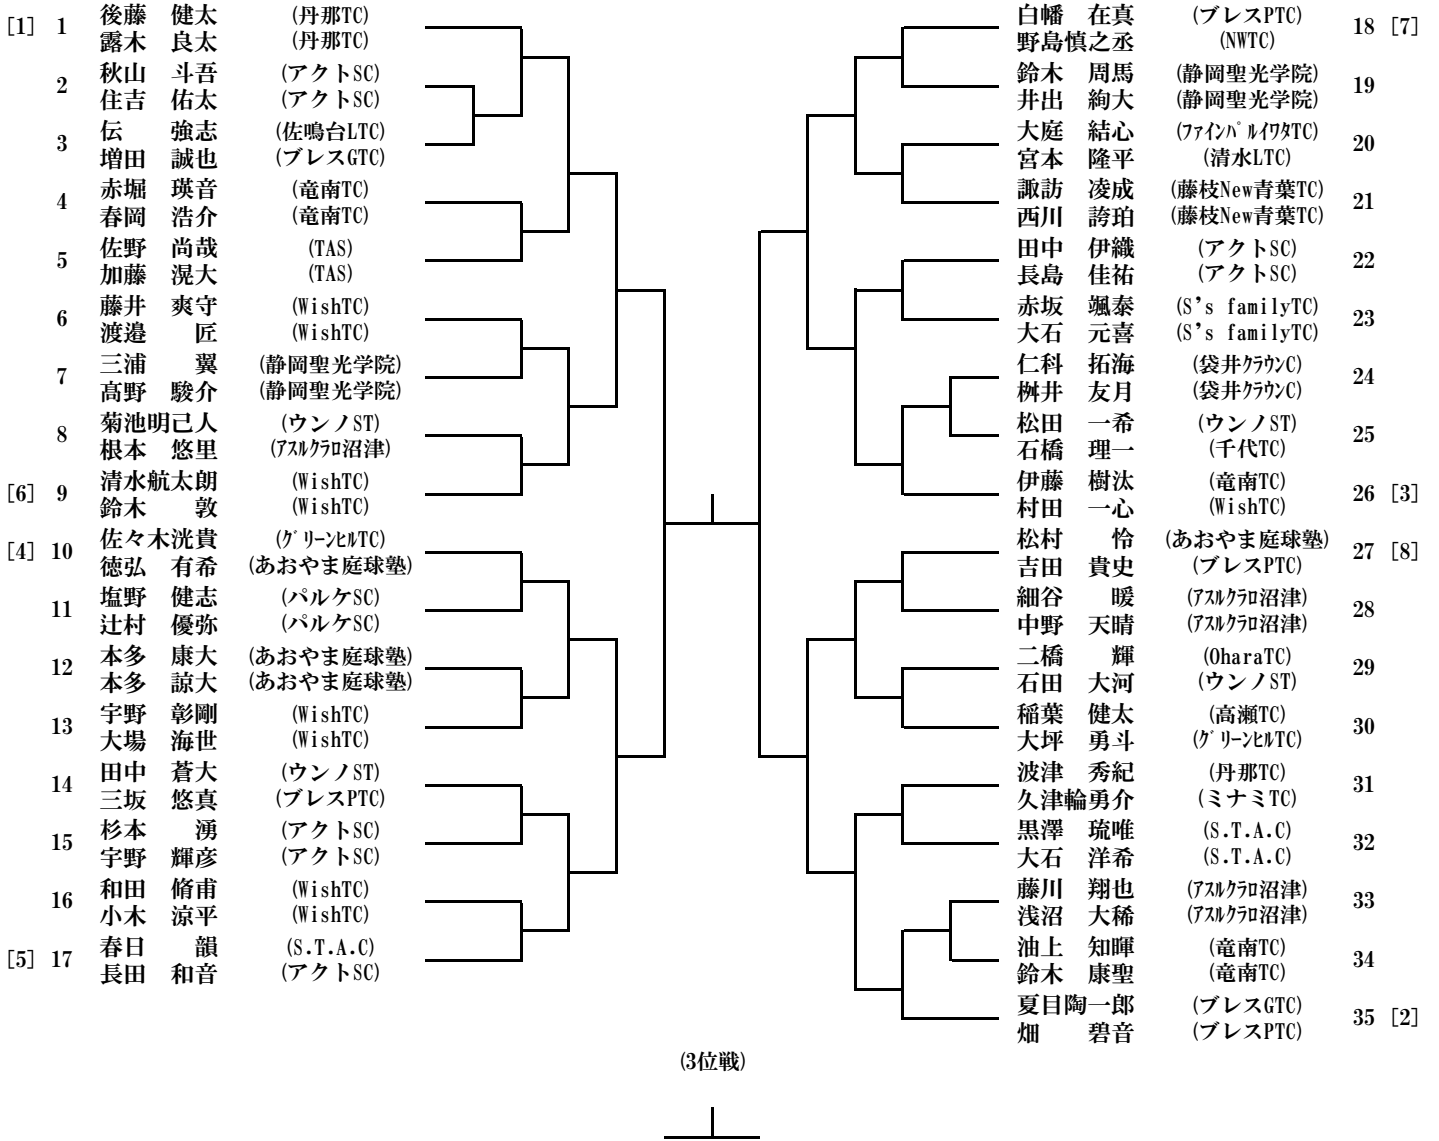 [1] 1 後藤　健太 (丹那TC)
露木　良太 (丹那TC)
2 秋山　斗吾 (アクトSC)
住吉　佑太 (アクトSC)
3 伝　　強志 (佐鳴台LTC)
増田　誠也 (ブレスGTC)
4 赤堀　瑛音 (竜南TC)
春岡　浩介 (竜南TC)
5 佐野　尚哉 (TAS)
加藤　滉大 (TAS)
6 藤井　爽守 (WishTC)
渡邉　　匠 (WishTC)
7 三浦　　翼 (静岡聖光学院)
髙野　駿介 (静岡聖光学院)
8 菊池明己人 (ウンノST)
根本　悠里 (ｱｽﾙｸﾗﾛ沼津)
[6] 9 清水航太朗 (WishTC)
鈴木　　敦 (WishTC)
[4] 10 佐々木洸貴 (ｸﾞﾘｰﾝﾋﾙTC)
徳弘　有希 (あおやま庭球塾)
11 塩野　健志 (パルケSC)
辻村　優弥 (パルケSC)
12 本多　康大 (あおやま庭球塾)
本多　諒大 (あおやま庭球塾)
13 宇野　彰剛 (WishTC)
大場　海世 (WishTC)
14 田中　蒼大 (ウンノST)
三坂　悠真 (ブレスPTC)
15 杉本　　湧 (アクトSC)
宇野　輝彦 (アクトSC)
16 和田　脩甫 (WishTC)
小木　涼平 (WishTC)
[5] 17 春日　　韻 (S.T.A.C)
長田　和音 (アクトSC)
白幡　在真 (ブレスPTC) 18 [7]
野島慎之丞 (NWTC)
鈴木　周馬 (静岡聖光学院) 19
井出　絢大 (静岡聖光学院)
大庭　結心 (ﾌｧｲﾝﾊﾟﾙｲﾜﾀTC) 20
宮本　隆平 (清水LTC)
諏訪　凌成 (藤枝New青葉TC) 21
西川　誇珀 (藤枝New青葉TC)
田中　伊織 (アクトSC) 22
長島　佳祐 (アクトSC)
赤坂　颯泰 (S’s familyTC) 23
大石　元喜 (S’s familyTC)
仁科　拓海 (袋井ｸﾗｳﾝC) 24
桝井　友月 (袋井ｸﾗｳﾝC)
松田　一希 (ウンノST) 25
石橋　理一 (千代TC)
伊藤　樹汰 (竜南TC) 26 [3]
村田　一心 (WishTC)
松村　　怜 (あおやま庭球塾) 27 [8]
吉田　貴史 (ブレスPTC)
細谷　　暖 (ｱｽﾙｸﾗﾛ沼津) 28
中野　天晴 (ｱｽﾙｸﾗﾛ沼津)
二橋　　輝 (OharaTC) 29
石田　大河 (ウンノST)
稲葉　健太 (高瀬TC) 30
大坪　勇斗 (ｸﾞﾘｰﾝﾋﾙTC)
波津　秀紀 (丹那TC) 31
久津輪勇介 (ミナミTC)
黒澤　琉唯 (S.T.A.C) 32
大石　洋希 (S.T.A.C)
藤川　翔也 (ｱｽﾙｸﾗﾛ沼津) 33
浅沼　大稀 (ｱｽﾙｸﾗﾛ沼津)
油上　知暉 (竜南TC) 34
鈴木　康聖 (竜南TC)
夏目陶一郎 (ブレスGTC) 35 [2]
畑　　碧音 (ブレスPTC)
(3位戦)